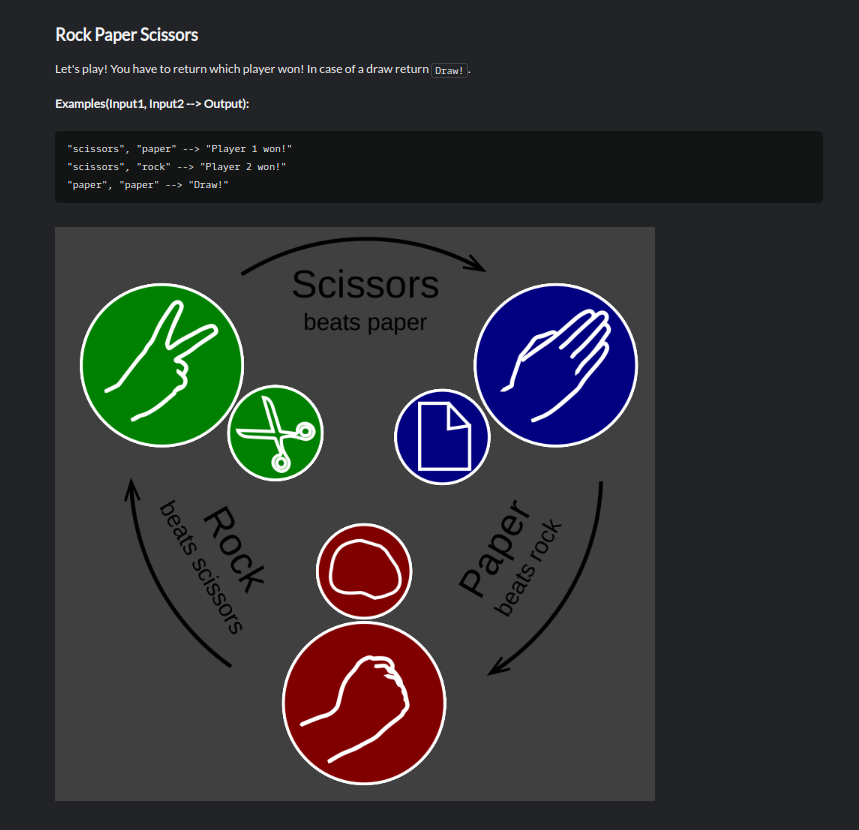 Rock Paper Scissors
Let's play! You have to return which player won! In case of a draw return Draw!.
Examples(Input1, Input2 --> Output):
"scissors", "paper" --> "Player 1 won!"
"scissors", "rock" --> "Player 2 won!"
"paper", "paper" --> "Draw!"
Scissors
beats paper
Rock
beats scissors
Paper
beats rock